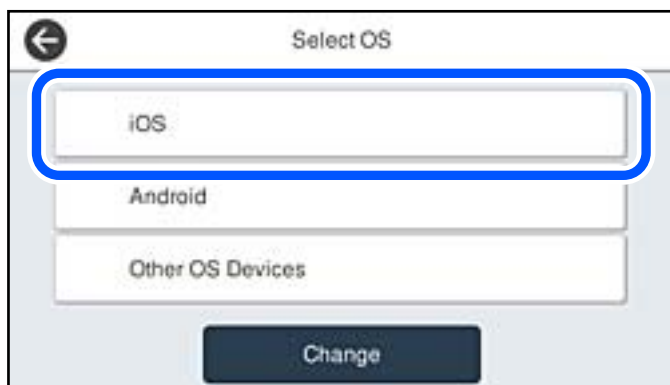 Select OS
iOS
Android
Other OS Devices
Change